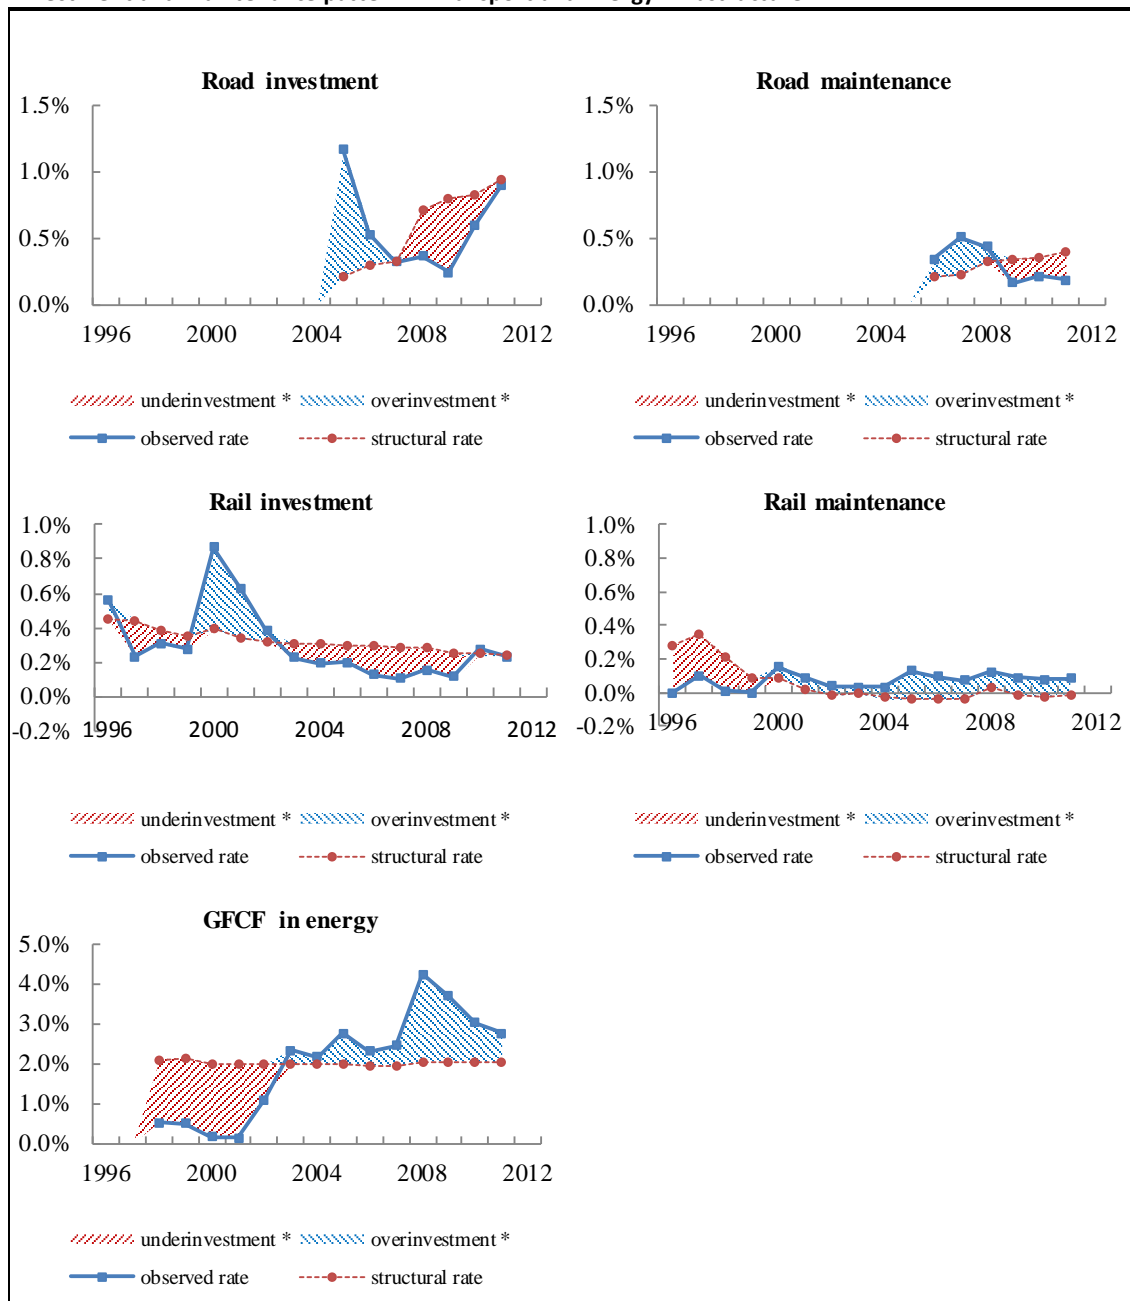 Road investment
1.5%
1.0%
0.5%
0.0%
1996 2000 2004 2008 2012
underinvestment * overinvestment *
observed rate structural rate
Road maintenance
1.5%
1.0%
0.5%
0.0%
1996 2000 2004 2008 2012
underinvestment * overinvestment *
observed rate structural rate
Rail investment
1.0%
0.8%
0.6%
0.4%
0.2%
0.0%
-0.2%
1996 2000 2004 2008 2012
underinvestment * overinvestment *
observed rate structural rate
Rail maintenance
1.0%
0.8%
0.6%
0.4%
0.2%
0.0%
-0.2%
1996 2000 2004 2008 2012
underinvestment * overinvestment *
observed rate structural rate
GFCF in energy
5.0%
4.0%
3.0%
2.0%
1.0%
0.0%
1996 2000 2004 2008 2012
underinvestment * overinvestment *
observed rate structural rate